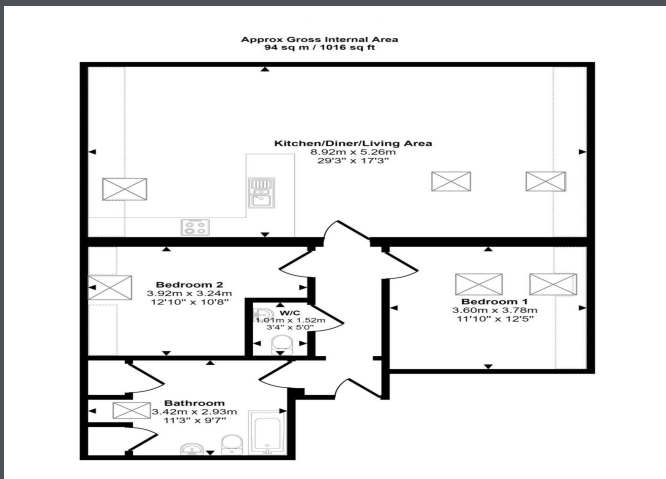 Approx Gross Internal Area
94 sq m / 1016 sq ft
Kitchen/Diner/Living Area
8.92m x 5.26m
29'3" x 17'3"
Bedroom 2
3.92m x 3.24m
12'10" x 10'8"
W/C
1.01m x 1.52m
3'4" x 5'0"
Bedroom 1
3.60m x 3.78m
11'10" x 12'5"
Bathroom
3.42m x 2.93m
11'3" x 9'7"